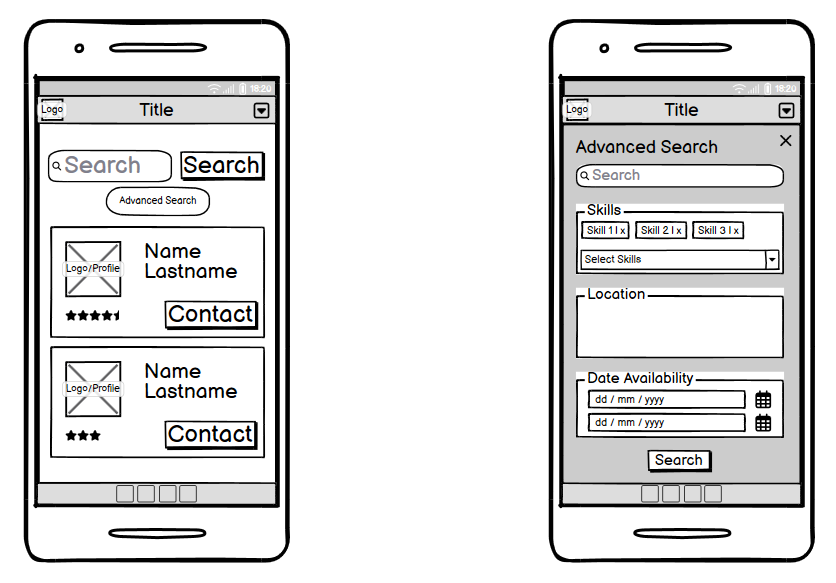 18:20
Logo
Title
Search
Search
Advanced Search
Logo/Profile
Name
Lastname
Contact
Logo/Profile
Name
Lastname
Contact
18:20
Logo
Title
Advanced Search
Search
Skills
Skill 1 | x Skill 2 | x Skill 3 | x
Select Skills
Location
Date Availability
dd / mm / yyyy
dd / mm / yyyy
Search